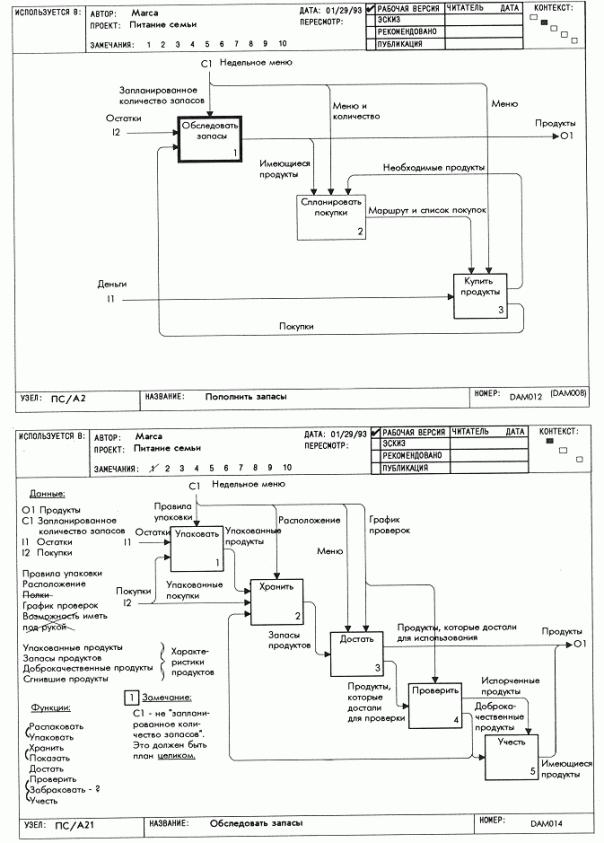 ИСПОЛЬЗУЕТСЯ В:
АВТОР: Marca
ПРОЕКТ: Питание семьи
ЗАМЕЧАНИЯ: 1 2 3 4 5 6 7 8 9 10
ДАТА: 01/29/93
ПЕРЕСМОТР:
РАБОЧАЯ ВЕРСИЯ
ЭСКИЗ
РЕКОМЕНДОВАНО
ПУБЛИКАЦИЯ
ЧИТАТЕЛЬ ДАТА
КОНТЕКСТ:
C1 Недельное меню
Запланированное
количество запасов
Остатки
I2
Обследовать
запасы
1
Меню и
количество
Меню
Продукты
O1
Имеющиеся
продукты
Необходимые продукты
Спланировать
покупки
2
Маршрут и список покупок
Деньги
I1
Купить
продукты
3
Покупки
УЗЕЛ: ПС/А2
НАЗВАНИЕ: Пополнить запасы
НОМЕР: DAM012 (DAM008)
ИСПОЛЬЗУЕТСЯ В:
АВТОР: Marca
ПРОЕКТ: Питание семьи
ЗАМЕЧАНИЯ: 1 2 3 4 5 6 7 8 9 10
ДАТА: 01/29/93
ПЕРЕСМОТР:
РАБОЧАЯ ВЕРСИЯ
ЭСКИЗ
РЕКОМЕНДОВАНО
ПУБЛИКАЦИЯ
ЧИТАТЕЛЬ ДАТА
КОНТЕКСТ:
Данные:
O1 Продукты
C1 Запланированное
количество запасов
I1 Остатки
I2 Покупки
Правила упаковки
Расположение
Полки
График проверок
Возможность иметь
под рукой
Упакованные продукты
Запасы продуктов
Доброкачественные продукты
Сгнившие продукты
Характе-
ристики
продуктов
Функции:
Распаковать
Упаковать
Хранить
Показать
Достать
Проверить
Забраковать - ?
Учесть
1 Замечание:
C1 - не "заплани-
рованное коли-
чество запасов".
Это должен быть
план целиком.
C1 Недельное меню
Правила
упаковки
Остатки
I1
Упаковать
1
Упакованные
продукты
Расположение
График
проверок
Меню
Покупки
I2
Упакованные
покупки
Хранить
2
Запасы
продуктов
Достать
3
Продукты, которые достали
для использования
Продукты
O1
Продукты,
которые
достали
для проверки
Проверить
4
Испорченные
продукты
Доброка-
чественные
продукты
Учесть
5
Имеющиеся
продукты
УЗЕЛ: ПС/А21
НАЗВАНИЕ: Обследовать запасы
НОМЕР: DAM014